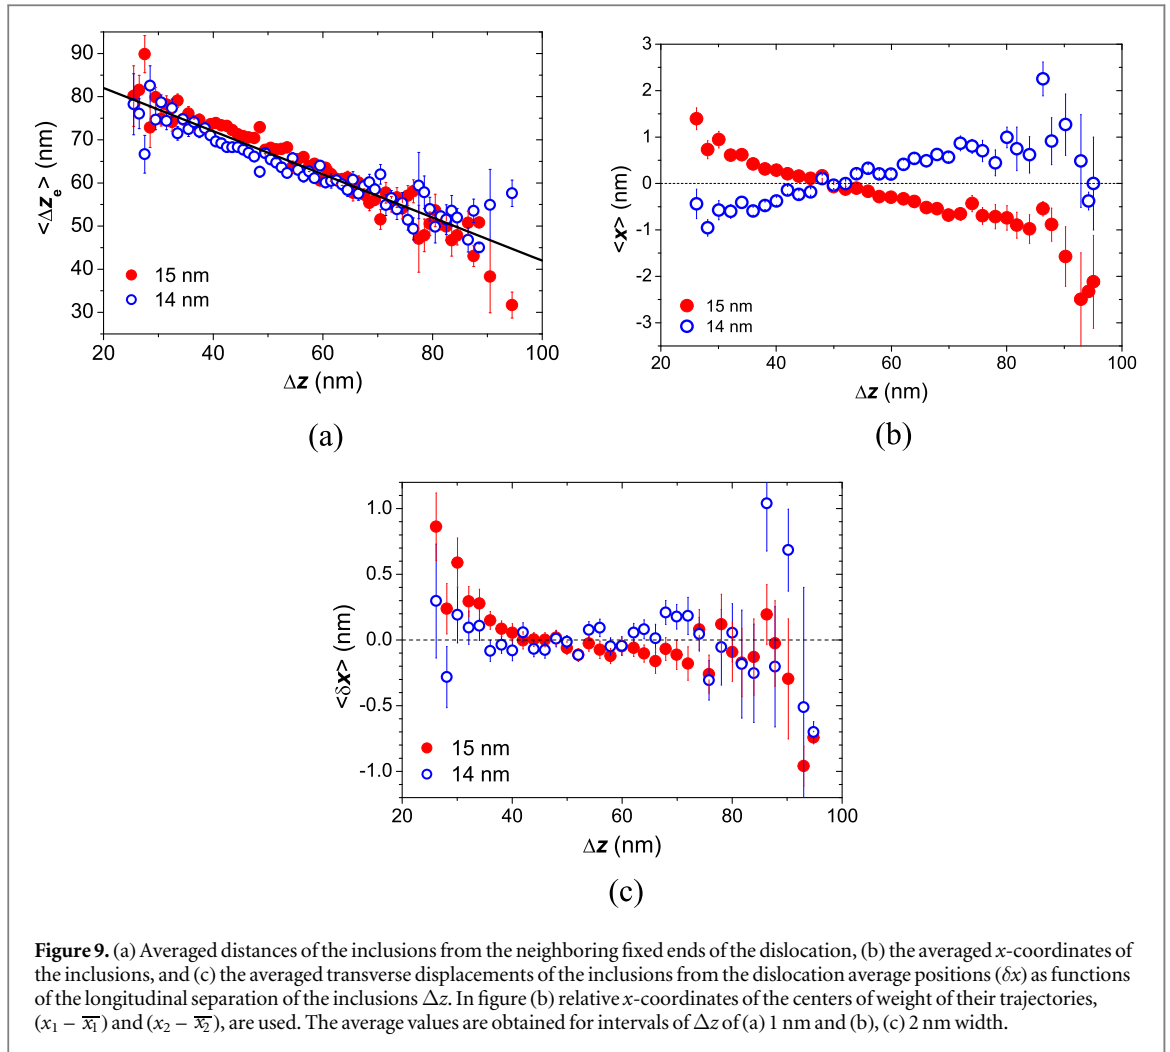 90
80
70
60
50
40
30
<Δz_e> (nm)
15 nm
14 nm
20 40 60 80 100
Δz (nm)
(a)
3
2
1
0
-1
-2
-3
<x> (nm)
15 nm
14 nm
20 40 60 80 100
Δz (nm)
(b)
1.0
0.5
0.0
-0.5
-1.0
<δx> (nm)
15 nm
14 nm
20 40 60 80 100
Δz (nm)
(c)
Figure 9. (a) Averaged distances of the inclusions from the neighboring fixed ends of the dislocation, (b) the averaged x-coordinates of
the inclusions, and (c) the averaged transverse displacements of the inclusions from the dislocation average positions (δx) as functions
of the longitudinal separation of the inclusions Δz. In figure (b) relative x-coordinates of the centers of weight of their trajectories,
(x₁ − x̅₁) and (x₂ − x̅₂), are used. The average values are obtained for intervals of Δz of (a) 1 nm and (b), (c) 2 nm width.